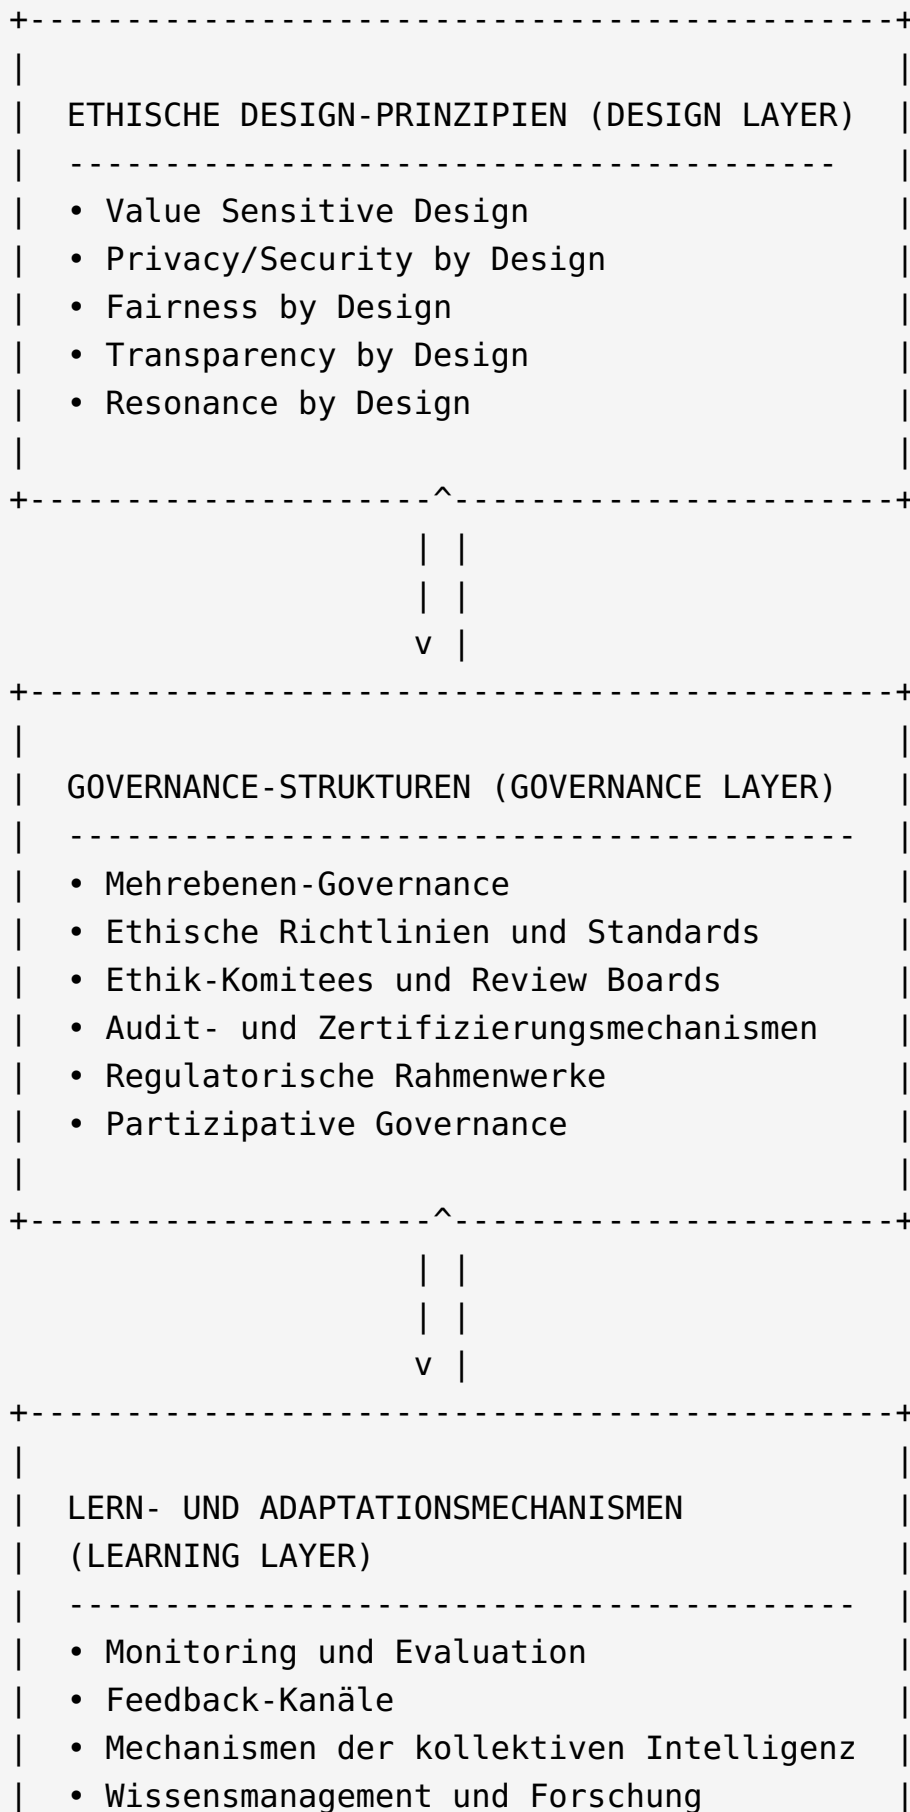 +---------------------------------------------+
|                                             |
|  ETHISCHE DESIGN-PRINZIPIEN (DESIGN LAYER)  |
|  ----------------------------------------   |
|  • Value Sensitive Design                   |
|  • Privacy/Security by Design               |
|  • Fairness by Design                       |
|  • Transparency by Design                   |
|  • Resonance by Design                      |
|                                             |
+---------------------^-----------------------+
                     | |
                     | |
                     v |
+---------------------------------------------+
|                                             |
|  GOVERNANCE-STRUKTUREN (GOVERNANCE LAYER)   |
|  -----------------------------------------  |
|  • Mehrebenen-Governance                    |
|  • Ethische Richtlinien und Standards       |
|  • Ethik-Komitees und Review Boards         |
|  • Audit- und Zertifizierungsmechanismen    |
|  • Regulatorische Rahmenwerke               |
|  • Partizipative Governance                 |
|                                             |
+---------------------^-----------------------+
                     | |
                     | |
                     v |
+---------------------------------------------+
|                                             |
|  LERN- UND ADAPTATIONSMECHANISMEN           |
|  (LEARNING LAYER)                           |
|  -----------------------------------------  |
|  • Monitoring und Evaluation                |
|  • Feedback-Kanäle                          |
|  • Mechanismen der kollektiven Intelligenz  |
|  • Wissensmanagement und Forschung          |